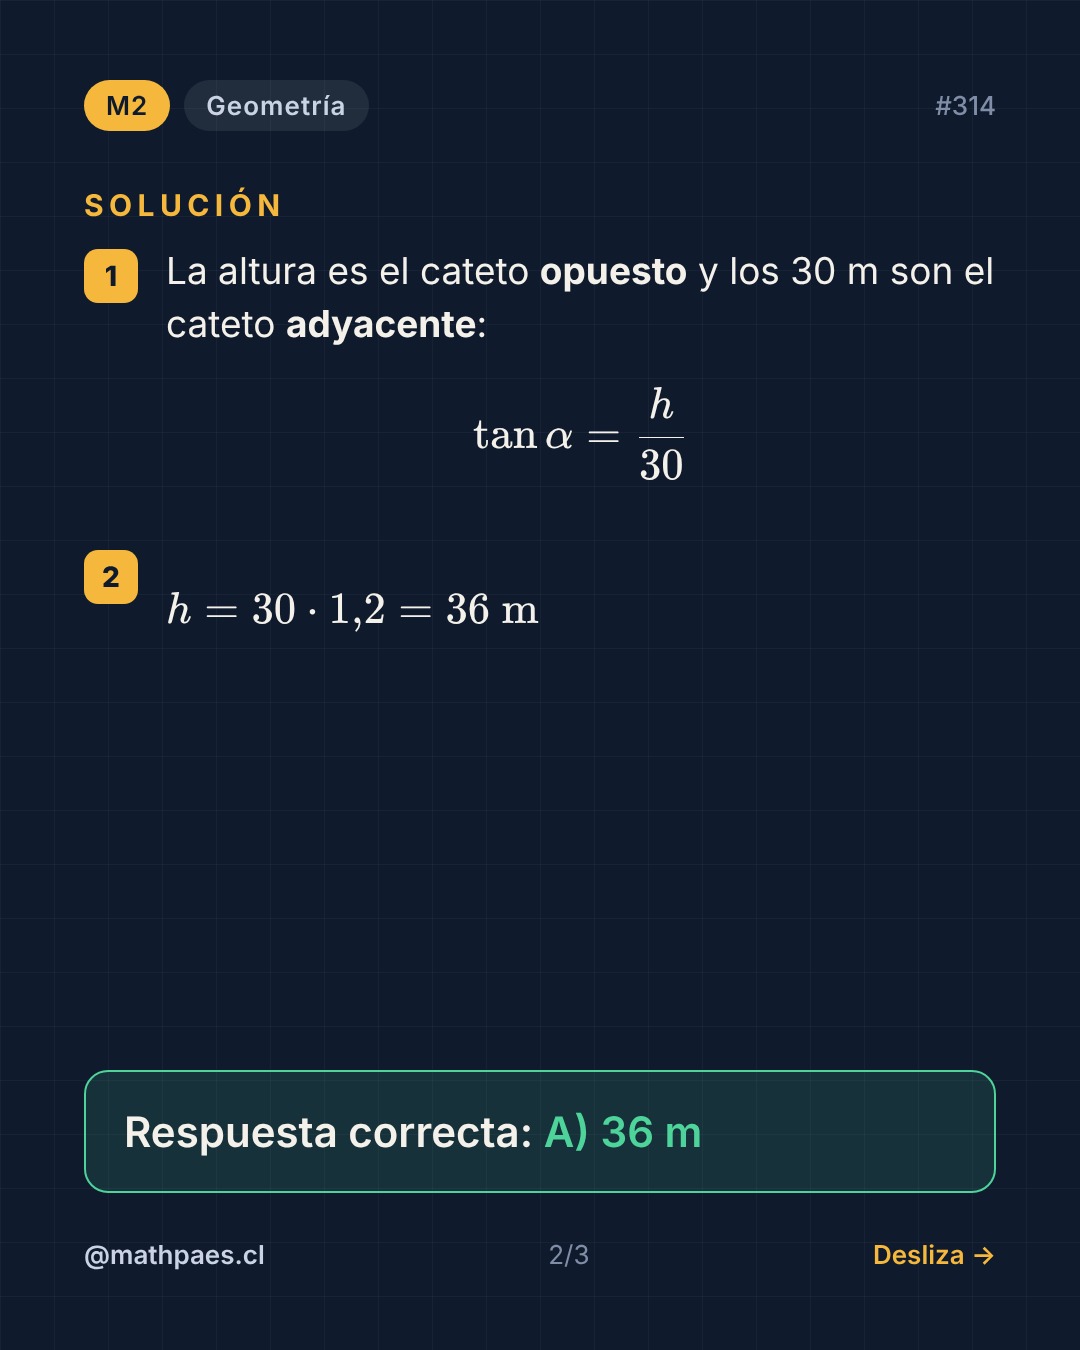 M2 Geometría #314
SOLUCIÓN
1 La altura es el cateto opuesto y los 30 m son el
cateto adyacente:
tan α = h/30
2
h = 30 · 1,2 = 36 m
Respuesta correcta: A) 36 m
@mathpaes.cl 2/3 Desliza →